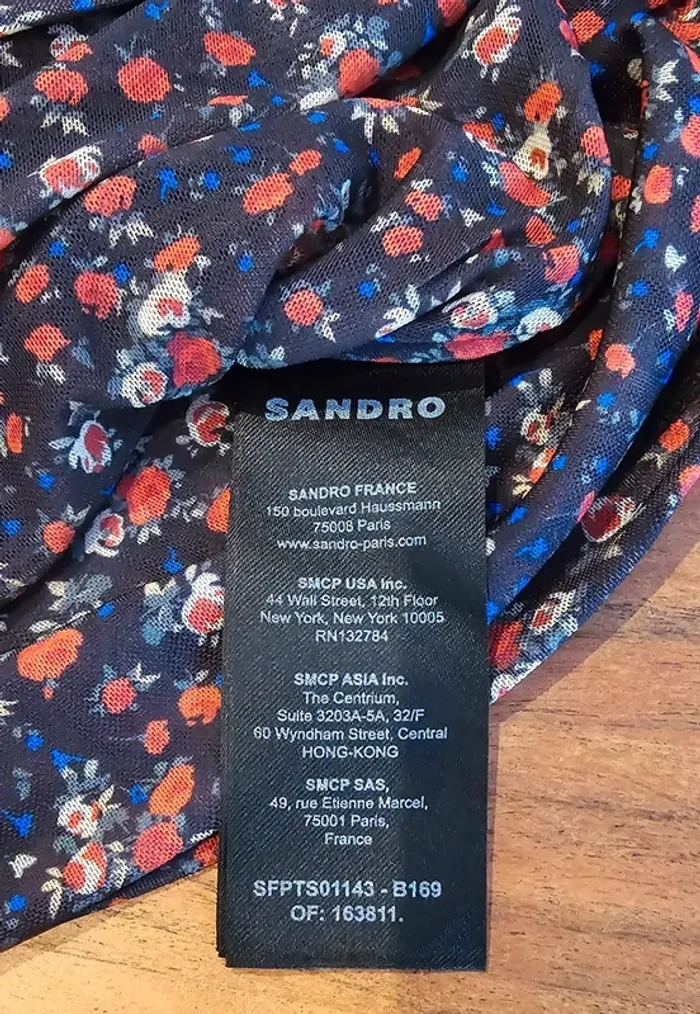 SANDRO
SANDRO FRANCE
150 boulevard Haussmann
75008 Paris
www.sandro-paris.com
SMCP USA Inc.
44 Wall Street, 12th Floor
New York, New York 10005
RN132784
SMCP ASIA Inc.
The Centrium,
Suite 3203A-5A, 32/F
60 Wyndham Street, Central
HONG-KONG
SMCP SAS,
49, rue Etienne Marcel,
75001 Paris,
France
SFPTS01143 - B169
OF: 163811.